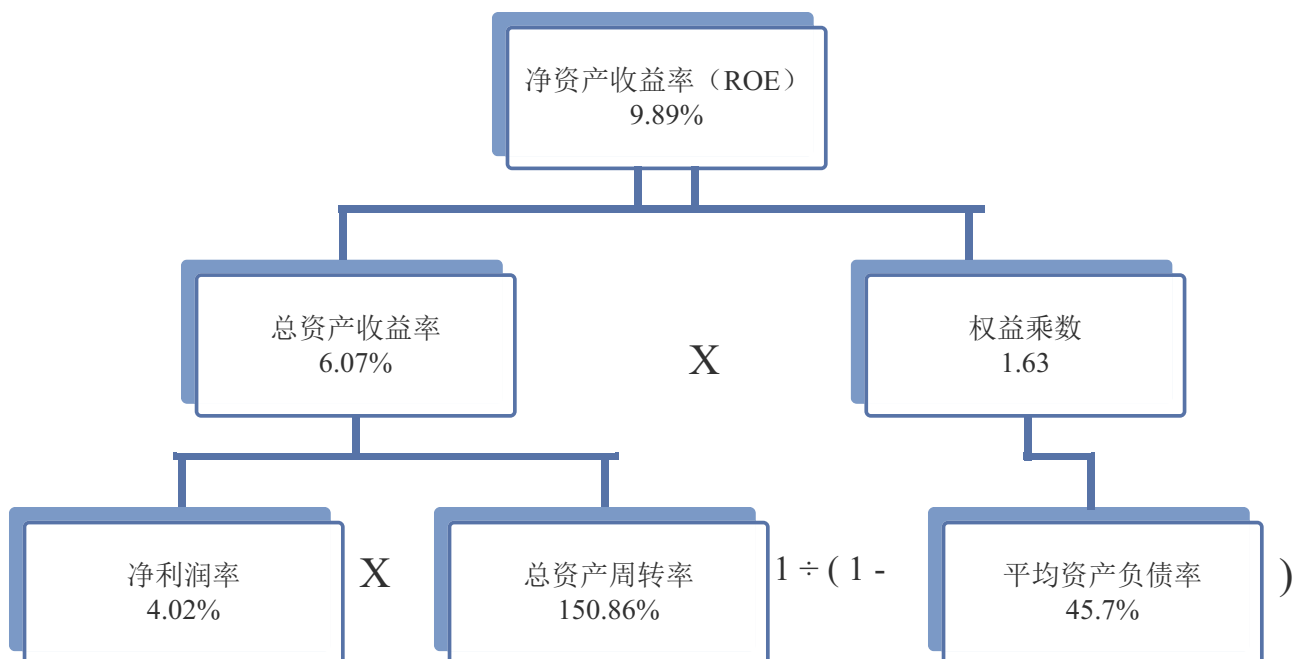 净资产收益率（ROE）
9.89%
总资产收益率
6.07%
X
权益乘数
1.63
净利润率
4.02%
X
总资产周转率
150.86%
1 ÷ ( 1 -
平均资产负债率
45.7%
)